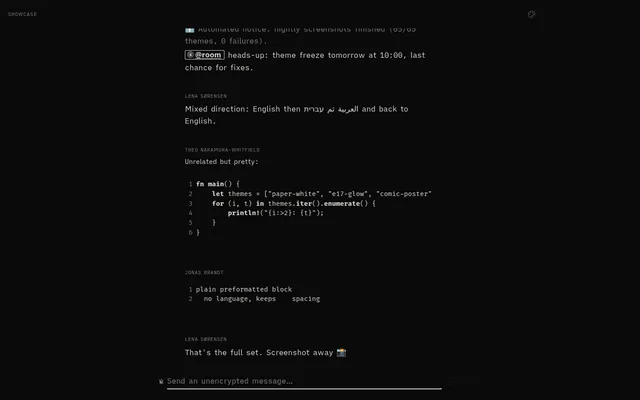 SHOWCASE
Automated notice: nightly screenshots finished (65/65
themes, 0 failures).
@room heads-up: theme freeze tomorrow at 10:00, last
chance for fixes.
LENA SØRENSEN
Mixed direction: English then العربية ثم עברית and back to
English.
THEO NAKAMURA-WHITFIELD
Unrelated but pretty:
1 fn main() {
2     let themes = ["paper-white", "e17-glow", "comic-poster"
3     for (i, t) in themes.iter().enumerate() {
4         println!("{i:>2}: {t}");
5     }
6 }
JONAS BRANDT
1 plain preformatted block
2   no language, keeps    spacing
LENA SØRENSEN
That's the full set. Screenshot away 📸
Send an unencrypted message…